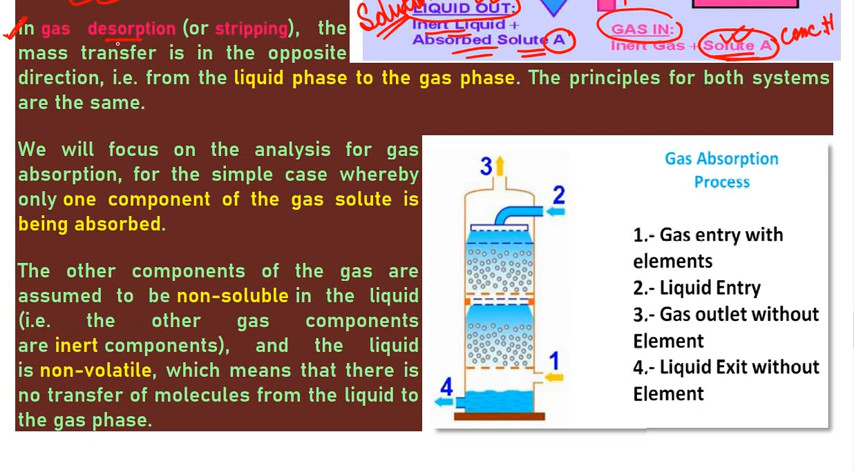 Solute
LIQUID OUT:
Inert Liquid +
Absorbed Solute A
GAS IN:
Inert Gas + Solute A
In gas desorption (or stripping), the
mass transfer is in the opposite
direction, i.e. from the liquid phase to the gas phase. The principles for both systems
are the same.
We will focus on the analysis for gas
absorption, for the simple case whereby
only one component of the gas solute is
being absorbed.
The other components of the gas are
assumed to be non-soluble in the liquid
(i.e. the other gas components
are inert components), and the liquid
is non-volatile, which means that there is
no transfer of molecules from the liquid to
the gas phase.
3
2
1
4
Gas Absorption
Process
1.- Gas entry with
elements
2.- Liquid Entry
3.- Gas outlet without
Element
4.- Liquid Exit without
Element